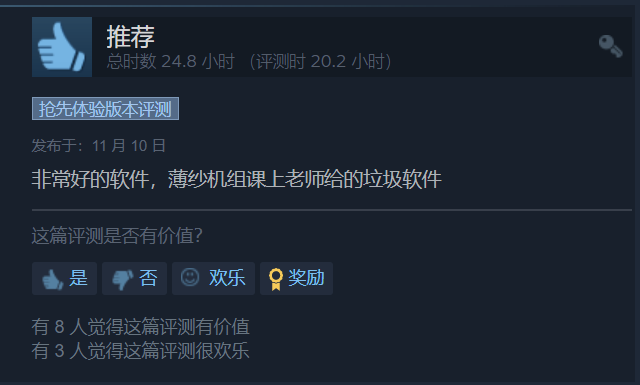 推荐
总时数 24.8 小时 （评测时 20.2 小时）
抢先体验版本评测
发布于：11 月 10 日
非常好的软件，薄纱机组课上老师给的垃圾软件
这篇评测是否有价值？
是 否 欢乐 奖励
有 8 人觉得这篇评测有价值
有 3 人觉得这篇评测很欢乐